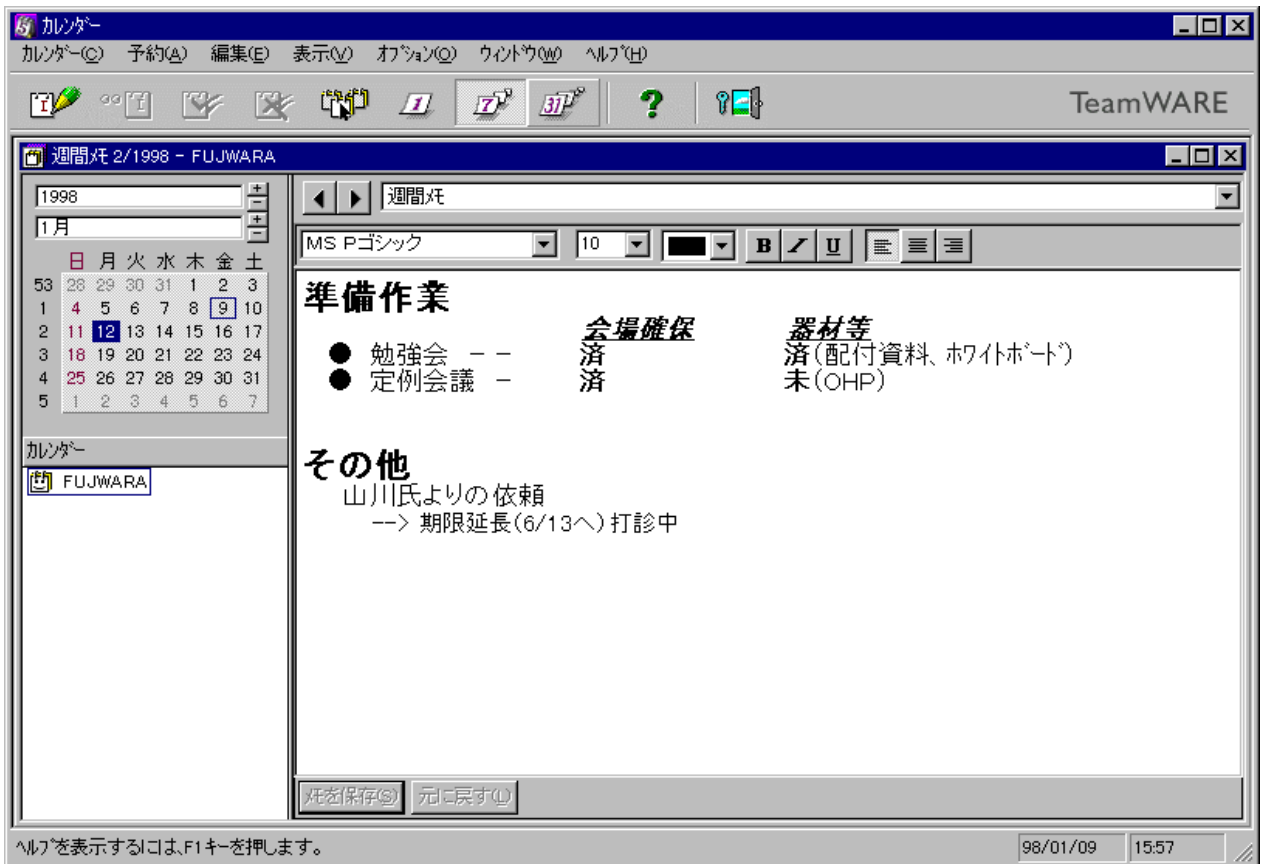 カレンダー
カレンダー(C) 予約(A) 編集(E) 表示(V) オプション(O) ウィンドウ(W) ヘルプ(H)
1 7 31 ? TeamWARE
週間メモ 2/1998 - FUJWARA
1998
1月
日 月 火 水 木 金 土
53 28 29 30 31 1 2 3
1 4 5 6 7 8 9 10
2 11 12 13 14 15 16 17
3 18 19 20 21 22 23 24
4 25 26 27 28 29 30 31
5 1 2 3 4 5 6 7
カレンダー
FUJWARA
週間メモ
MS Pゴシック 10 B I U
準備作業
会場確保 器材等
● 勉強会 -- 済 済(配付資料、ホワイトボード)
● 定例会議 - 済 未(OHP)
その他
山川氏よりの依頼
--> 期限延長(6/13へ)打診中
メモを保存(S) 元に戻す(U)
ヘルプを表示するには、F1キーを押します。 98/01/09 15:57